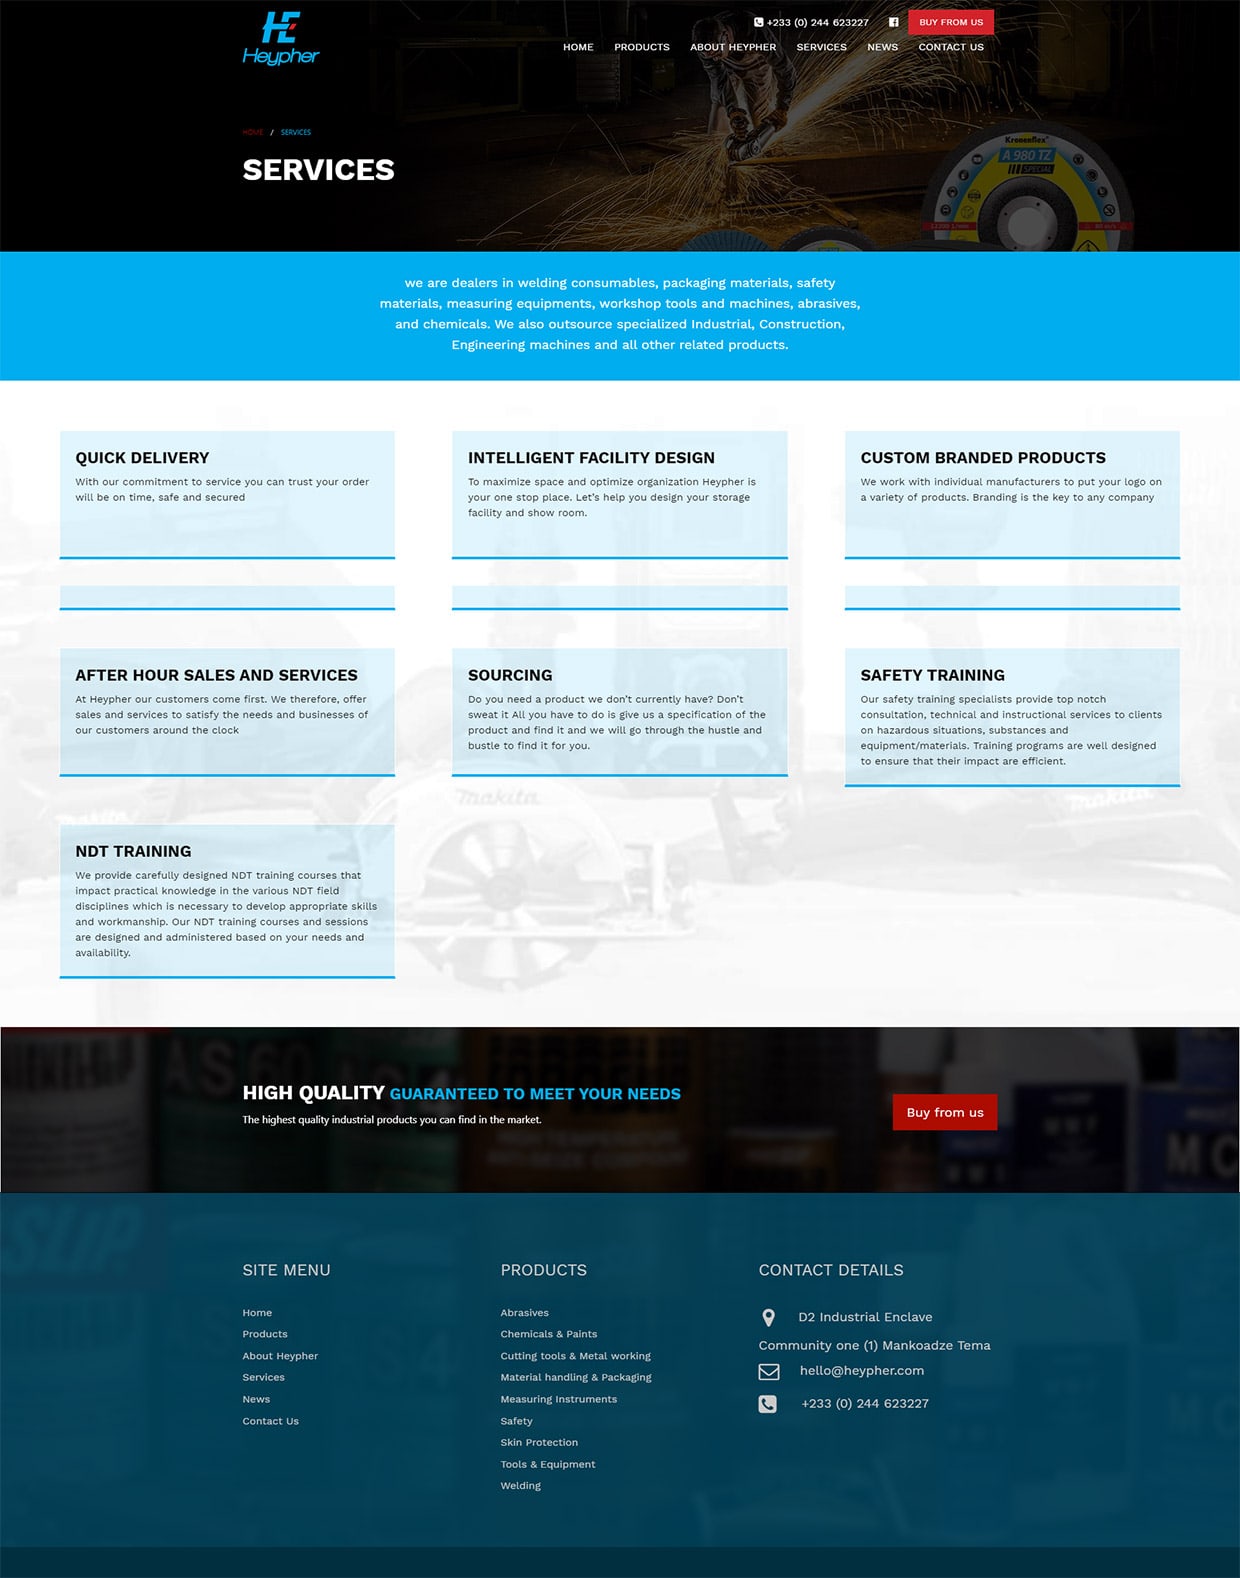 HE
Heypher
+233 (0) 244 623227
BUY FROM US
HOME PRODUCTS ABOUT HEYPHER SERVICES NEWS CONTACT US
HOME / SERVICES
SERVICES
Kronenflex®
A 980 TZ
SPECIAL
80 m/s
we are dealers in welding consumables, packaging materials, safety
materials, measuring equipments, workshop tools and machines, abrasives,
and chemicals. We also outsource specialized Industrial, Construction,
Engineering machines and all other related products.
QUICK DELIVERY
With our commitment to service you can trust your order
will be on time, safe and secured
INTELLIGENT FACILITY DESIGN
To maximize space and optimize organization Heypher is
your one stop place. Let’s help you design your storage
facility and show room.
CUSTOM BRANDED PRODUCTS
We work with individual manufacturers to put your logo on
a variety of products. Branding is the key to any company
AFTER HOUR SALES AND SERVICES
At Heypher our customers come first. We therefore, offer
sales and services to satisfy the needs and businesses of
our customers around the clock
SOURCING
Do you need a product we don’t currently have? Don’t
sweat it All you have to do is give us a specification of the
product and find it and we will go through the hustle and
bustle to find it for you.
SAFETY TRAINING
Our safety training specialists provide top notch
consultation, technical and instructional services to clients
on hazardous situations, substances and
equipment/materials. Training programs are well designed
to ensure that their impact are efficient.
makita
makita
makita
NDT TRAINING
We provide carefully designed NDT training courses that
impact practical knowledge in the various NDT field
disciplines which is necessary to develop appropriate skills
and workmanship. Our NDT training courses and sessions
are designed and administered based on your needs and
availability.
AS60
HIGH QUALITY GUARANTEED TO MEET YOUR NEEDS
The highest quality industrial products you can find in the market.
Buy from us
HIGH TEMPERATURE
ANTI-SEIZE COMPOUND
MC
SLIP
SITE MENU
Home
Products
About Heypher
Services
News
Contact Us
PRODUCTS
Abrasives
Chemicals & Paints
Cutting tools & Metal working
Material handling & Packaging
Measuring Instruments
Safety
Skin Protection
Tools & Equipment
Welding
CONTACT DETAILS
D2 Industrial Enclave
Community one (1) Mankoadze Tema
hello@heypher.com
+233 (0) 244 623227